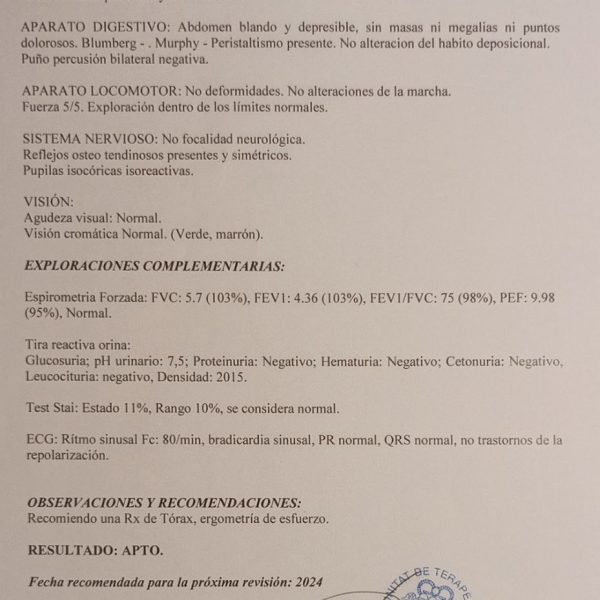 APARATO DIGESTIVO: Abdomen blando y depresible, sin masas ni megalias ni puntos
dolorosos. Blumberg - . Murphy - Peristaltismo presente. No alteracion del habito deposicional.
Puño percusión bilateral negativa.
APARATO LOCOMOTOR: No deformidades. No alteraciones de la marcha.
Fuerza 5/5. Exploración dentro de los límites normales.
SISTEMA NERVIOSO: No focalidad neurológica.
Reflejos osteo tendinosos presentes y simétricos.
Pupilas isocóricas isoreactivas.
VISIÓN:
Agudeza visual: Normal.
Visión cromática Normal. (Verde, marrón).
EXPLORACIONES COMPLEMENTARIAS:
Espirometria Forzada: FVC: 5.7 (103%), FEV1: 4.36 (103%), FEV1/FVC: 75 (98%), PEF: 9.98
(95%), Normal.
Tira reactiva orina:
Glucosuria; pH urinario: 7,5; Proteinuria: Negativo; Hematuria: Negativo; Cetonuria: Negativo,
Leucocituria: negativo, Densidad: 2015.
Test Stai: Estado 11%, Rango 10%, se considera normal.
ECG: Rítmo sinusal Fc: 80/min, bradicardia sinusal, PR normal, QRS normal, no trastornos de la
repolarización.
OBSERVACIONES Y RECOMENDACIONES:
Recomiendo una Rx de Tórax, ergometría de esfuerzo.
RESULTADO: APTO.
Fecha recomendada para la próxima revisión: 2024
DE